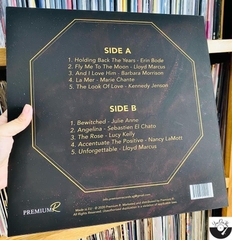 SIDE A
1. Holding Back The Years - Erin Bode
2. Fly Me To The Moon - Lloyd Marcus
3. And I Love Him - Barbara Morrison
4. La Mer - Marie Chante
5. The Look Of Love - Kennedy Jenson
SIDE B
1. Bewitched - Julie Anne
2. Angelina - Sebastien El Chato
3. The Rose - Lucy Kelly
4. Accentuate The Positive - Nancy LaMott
5. Unforgettable - Lloyd Marcus
PREMIUM R